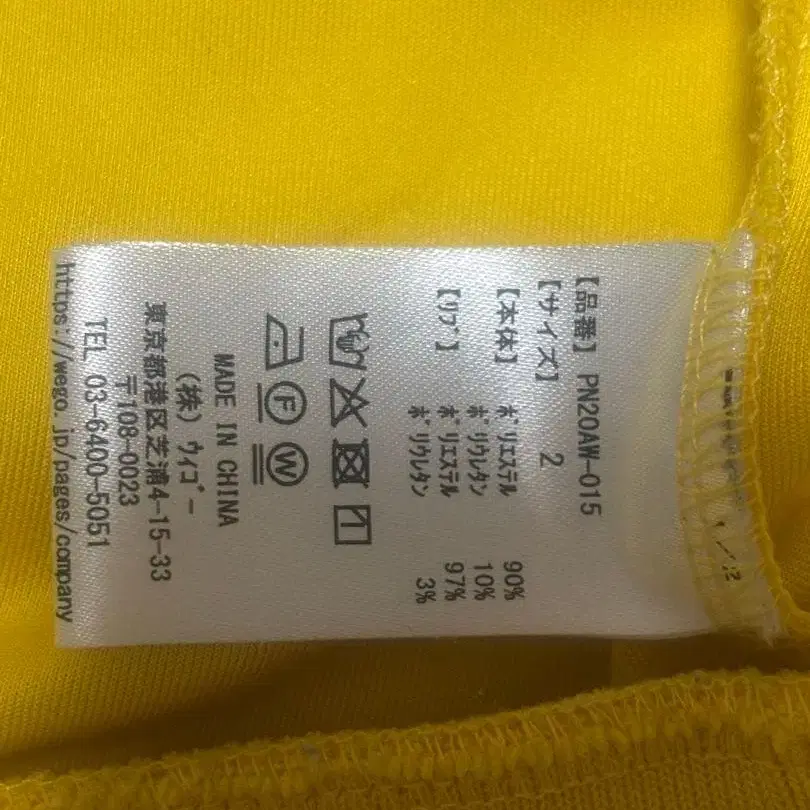 【品番】 PN20AW-015
【サイズ】 2
【本体】 ﾎﾟﾘｴｽﾃﾙ 90%
ﾎﾟﾘｳﾚﾀﾝ 10%
【ﾘﾌﾞ】 ﾎﾟﾘｴｽﾃﾙ 97%
ﾎﾟﾘｳﾚﾀﾝ 3%
F W
MADE IN CHINA
(株) ｳｨｺﾞｰ
〒108-0023
東京都港区芝浦4-15-33
TEL 03-6400-5051
https://wego.jp/pages/company